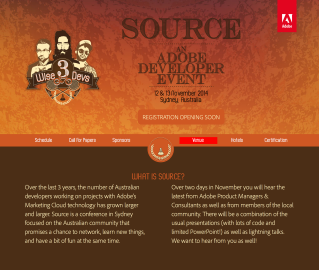 Adobe
SOURCE
AN
ADOBE
DEVELOPER
EVENT
12 & 13 November 2014
Sydney, Australia
Wise 3 Devs
REGISTRATION OPENING SOON
Schedule Call for Papers Sponsors Venue Hotels Certification
WHAT IS SOURCE?
Over the last 3 years, the number of Australian
developers working on projects with Adobe's
Marketing Cloud technology has grown larger
and larger. Source is a conference in Sydney
focused on the Australian community that
promises a chance to network, learn new things,
and have a bit of fun at the same time.
Over two days in November you will hear the
latest from Adobe Product Managers &
Consultants as well as from members of the local
community. There will be a combination of the
usual presentations (with lots of code and
limited PowerPoint!) as well as lightning talks.
We want to hear from you as well!